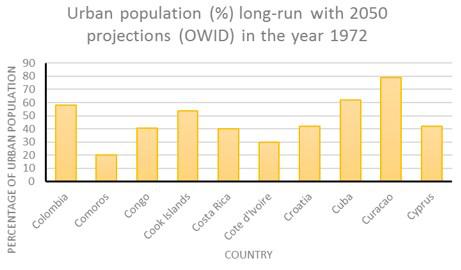 Urban population (%) long-run with 2050
projections (OWID) in the year 1972
PERCENTAGE OF URBAN POPULATION
90
80
70
60
50
40
30
20
10
0
Colombia
Comoros
Congo
Cook Islands
Costa Rica
Cote d'Ivoire
Croatia
Cuba
Curacao
Cyprus
COUNTRY